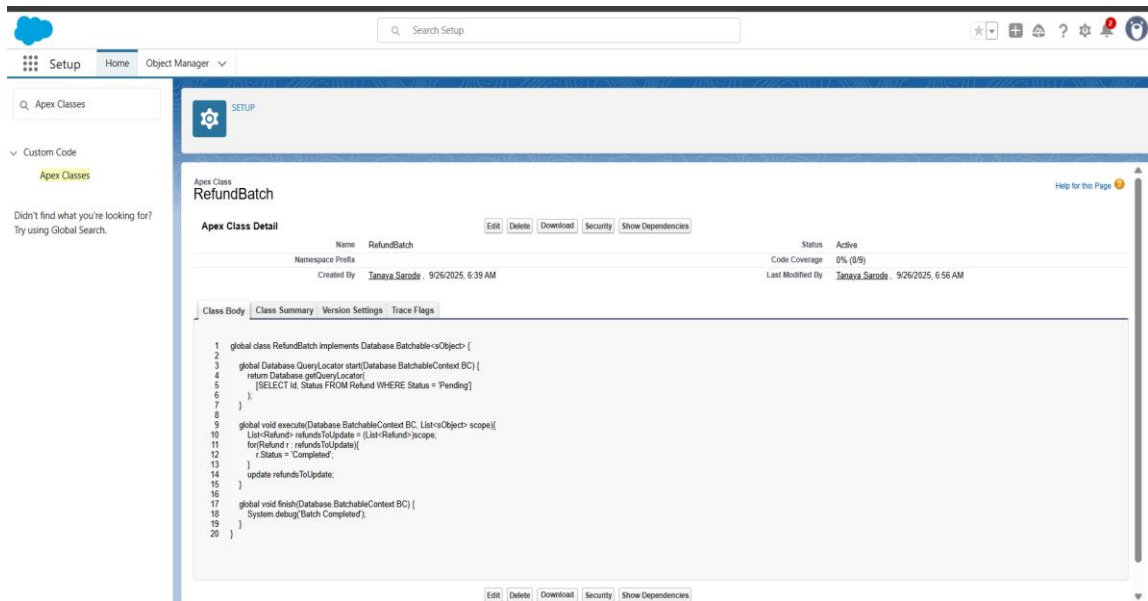 Search Setup
2
Setup Home Object Manager
Apex Classes
SETUP
Custom Code
Apex Classes
Didn't find what you're looking for?
Try using Global Search.
Apex Class
RefundBatch
Help for this Page
Apex Class Detail
Edit Delete Download Security Show Dependencies
Name RefundBatch Status Active
Namespace Prefix Code Coverage 0% (0/9)
Created By Tanaya Sarode , 9/26/2025, 6:39 AM Last Modified By Tanaya Sarode , 9/26/2025, 6:56 AM
Class Body Class Summary Version Settings Trace Flags
1 global class RefundBatch implements Database.Batchable<sObject> {
2
3 global Database.QueryLocator start(Database.BatchableContext BC) {
4 return Database.getQueryLocator(
5 [SELECT Id, Status FROM Refund WHERE Status = 'Pending']
6 );
7 }
8
9 global void execute(Database.BatchableContext BC, List<sObject> scope){
10 List<Refund> refundsToUpdate = (List<Refund>)scope;
11 for(Refund r : refundsToUpdate){
12 r.Status = 'Completed';
13 }
14 update refundsToUpdate;
15 }
16
17 global void finish(Database.BatchableContext BC) {
18 System.debug('Batch Completed');
19 }
20 }
Edit Delete Download Security Show Dependencies